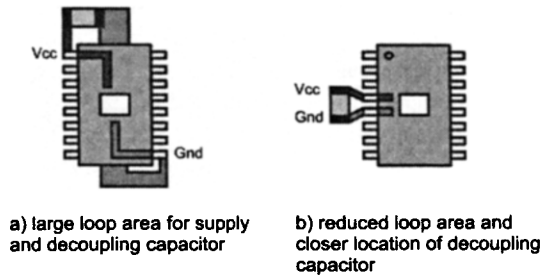 Vcc
Gnd
Vcc
Gnd
a) large loop area for supply
and decoupling capacitor
b) reduced loop area and
closer location of decoupling
capacitor